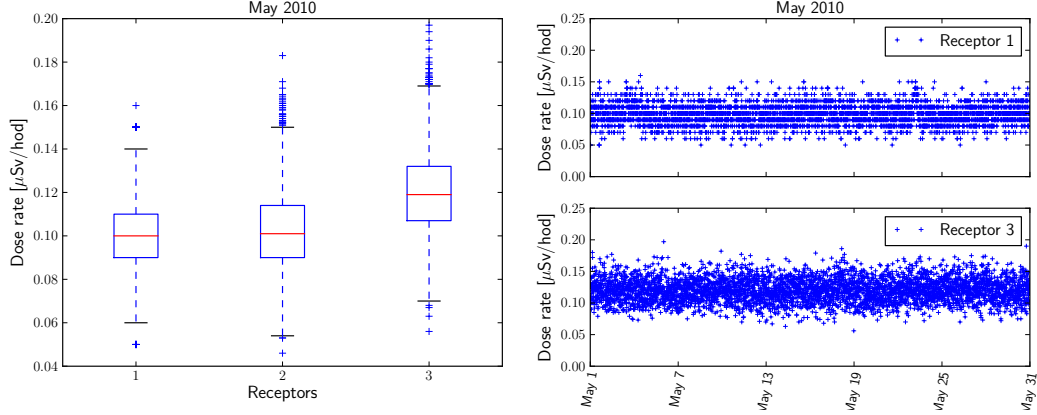 May 2010
0.20
0.18
0.16
0.14
0.12
0.10
0.08
0.06
0.04
Dose rate [μSv/hod]
1
2
3
Receptors
May 2010
0.25
0.20
0.15
0.10
0.05
0.00
Dose rate [μSv/hod]
Receptor 1
0.25
0.20
0.15
0.10
0.05
0.00
Dose rate [μSv/hod]
Receptor 3
May 1
May 7
May 13
May 19
May 25
May 31